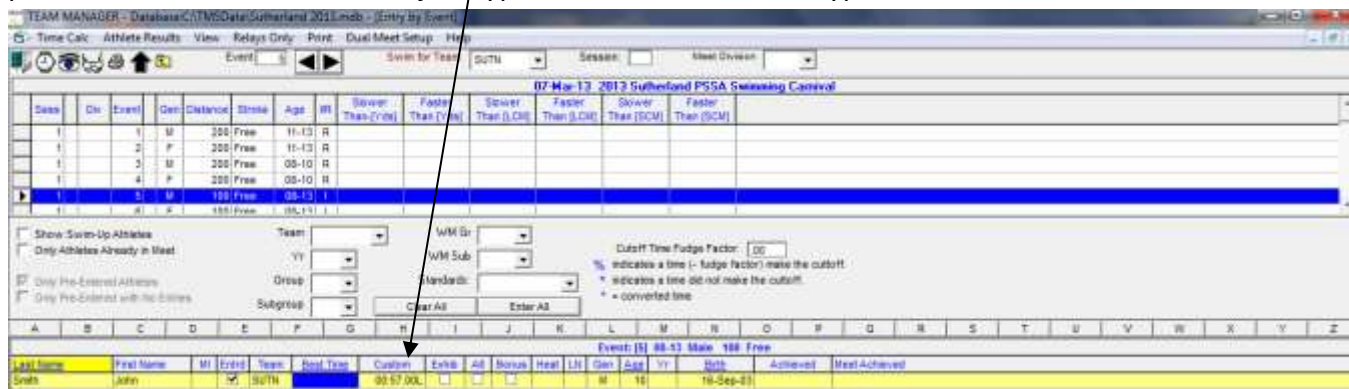 TEAM MANAGER - Database:C:\TM5Data\Sutherland 2013.mdb - [Entry by Event]
Time Calc Athlete Results View Relays Only Print Dual Meet Setup Help
Event 5 Swim for Team SUTN Session Meet Division
07-Mar-13 2013 Sutherland PSSA Swimming Carnival
Sess Div Event Gen Distance Stroke Age I/R Slower Than-[Yds] Faster Than [Yds] Slower Than [LCM] Faster Than [LCM] Slower Than [SCM] Faster Than [SCM]
1 1 M 200 Free 11-13 R
1 2 F 200 Free 11-13 R
1 3 M 200 Free 08-10 R
1 4 F 200 Free 08-10 R
1 5 M 100 Free 08-13 I
Show Swim-Up Athletes Team WM Gr
Only Athletes Already in Meet Yr WM Sub Cutoff Time Fudge Factor: .00
% indicates a time (- fudge factor) make the cutoff.
Only Pre-Entered Athletes Group Standards * indicates a time did not make the cutoff.
Only Pre-Entered with No Entries Subgroup Clear All Enter All * = converted time
A B C D E F G H I J K L M N O P Q R S T U V W X Y Z
Event: [5] 08-13 Male 100 Free
Last Name First Name MI Entrd Team Best Time Custom Exhib Alt Bonus Heat LN Gen Age Yr Birth Achieved Meet Achieved
Smith John SUTN 00:57.00L M 10 18-Sep-03